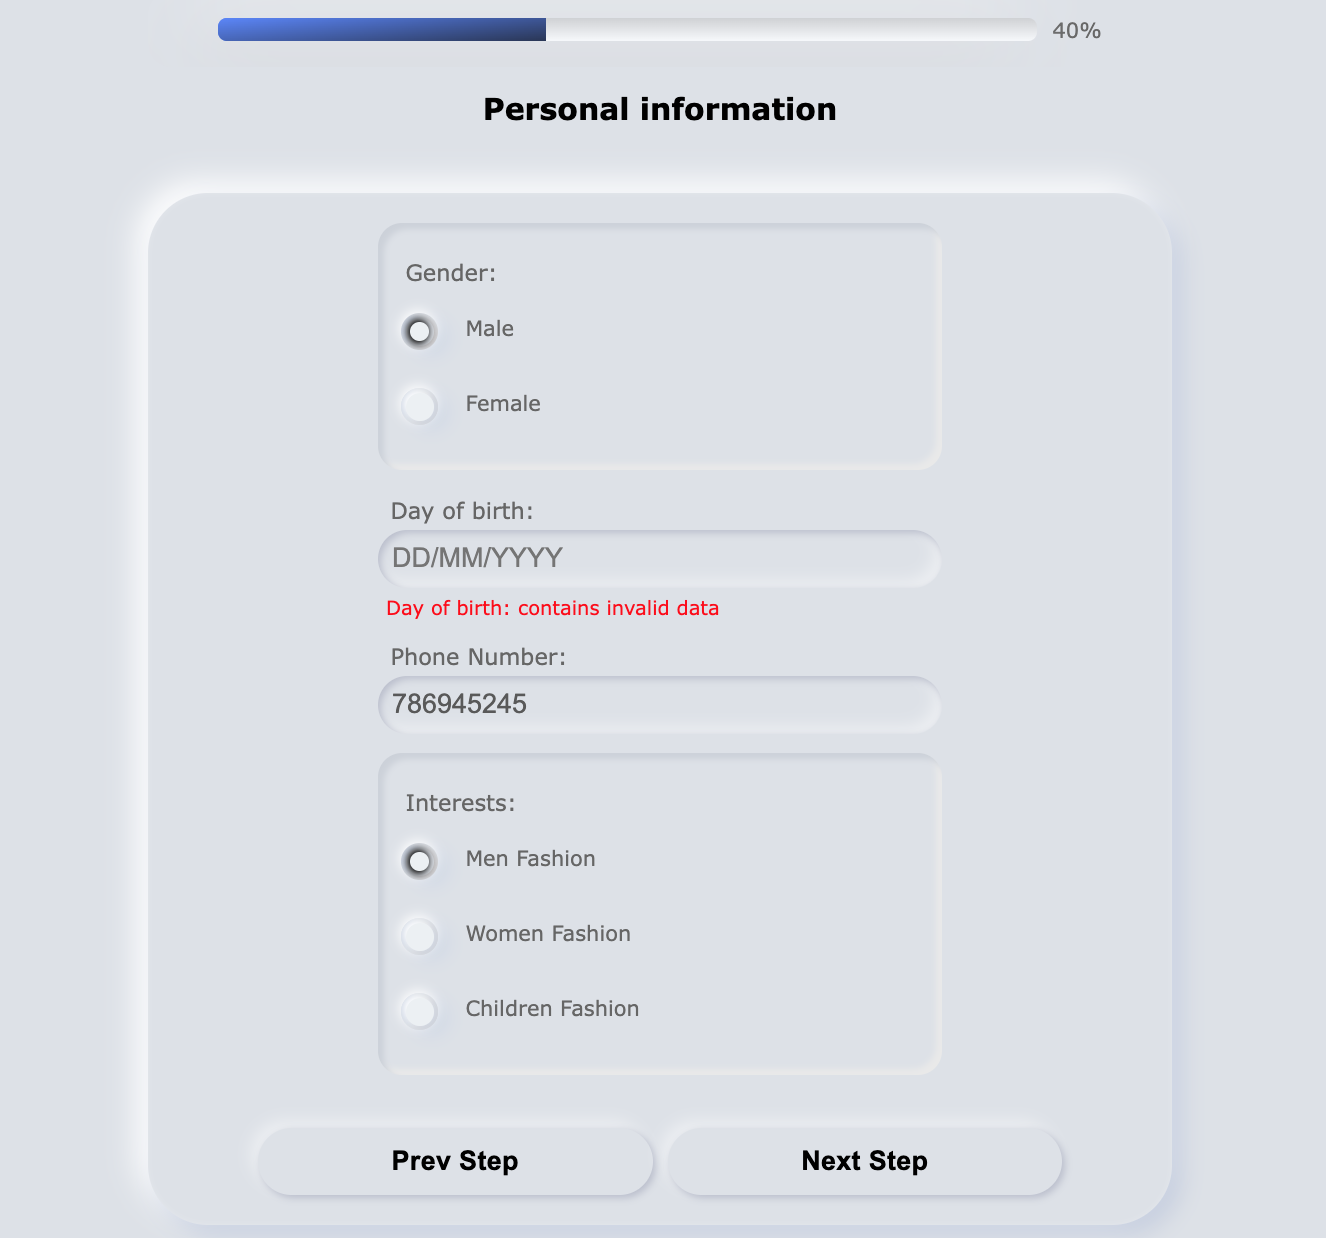 40%
Personal information
Gender:
Male
Female
Day of birth:
DD/MM/YYYY
Day of birth: contains invalid data
Phone Number:
786945245
Interests:
Men Fashion
Women Fashion
Children Fashion
Prev Step
Next Step